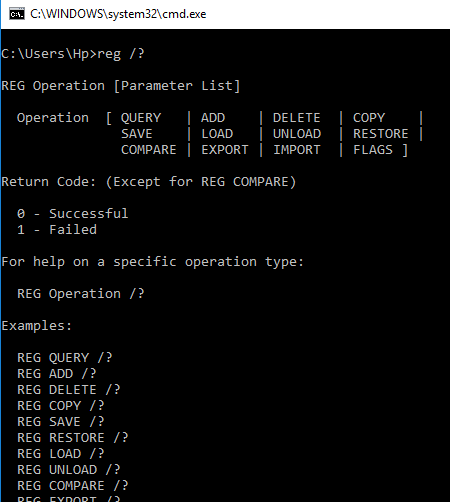 C:\WINDOWS\system32\cmd.exe
C:\Users\Hp>reg /?
REG Operation [Parameter List]
Operation [ QUERY | ADD | DELETE | COPY |
SAVE | LOAD | UNLOAD | RESTORE |
COMPARE | EXPORT | IMPORT | FLAGS ]
Return Code: (Except for REG COMPARE)
0 - Successful
1 - Failed
For help on a specific operation type:
REG Operation /?
Examples:
REG QUERY /?
REG ADD /?
REG DELETE /?
REG COPY /?
REG SAVE /?
REG RESTORE /?
REG LOAD /?
REG UNLOAD /?
REG COMPARE /?
REG EXPORT /?